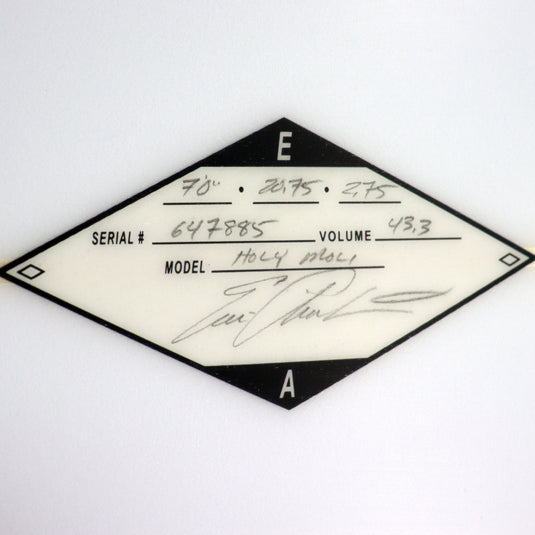 E
7'0" • 20.75 • 2.75
SERIAL # 647885 VOLUME 43.3
MODEL HOLY MOLI
A